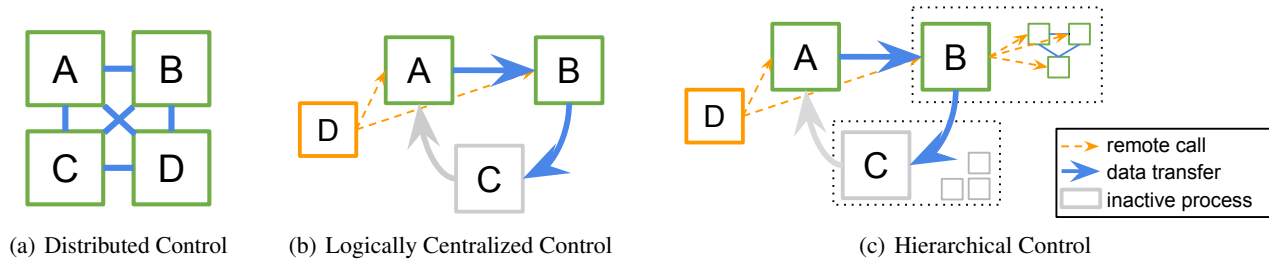 A B
C D
A B
D
C
A B
D
C
remote call
data transfer
inactive process
(a) Distributed Control
(b) Logically Centralized Control
(c) Hierarchical Control